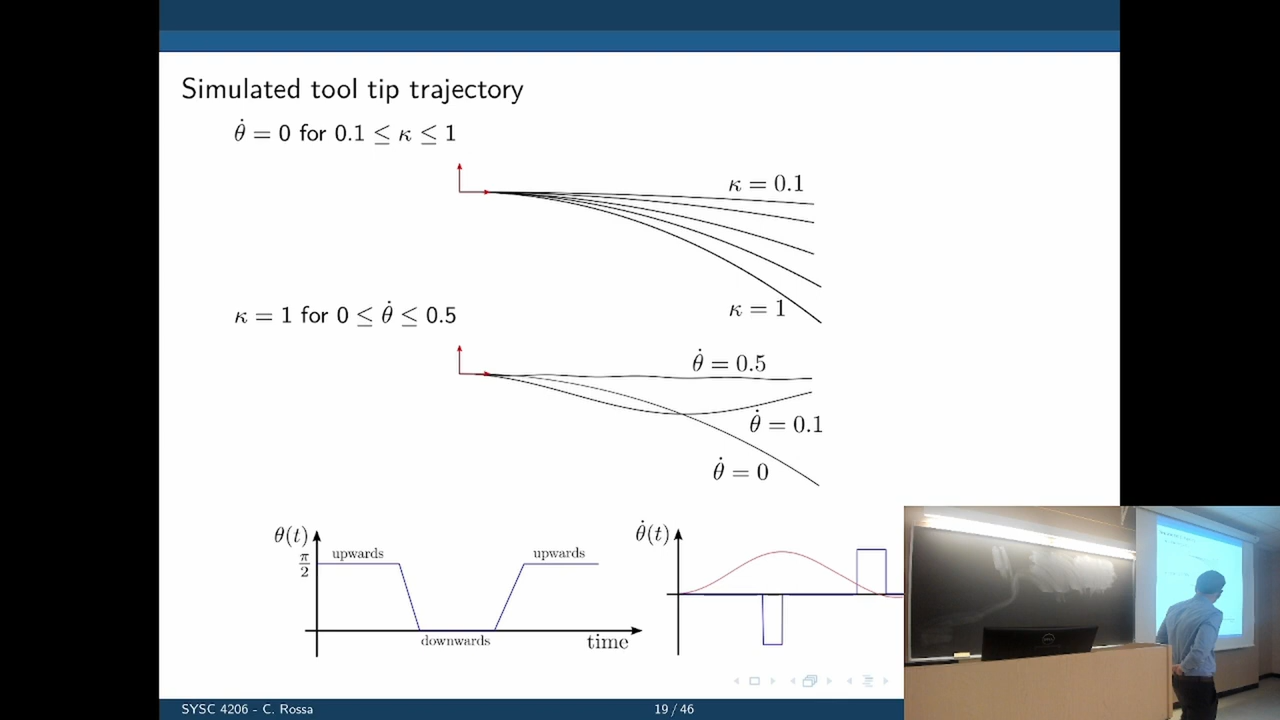 Simulated tool tip trajectory
θ̇ = 0 for 0.1 ≤ κ ≤ 1
κ = 0.1
κ = 1
κ = 1 for 0 ≤ θ̇ ≤ 0.5
θ̇ = 0.5
θ̇ = 0.1
θ̇ = 0
θ(t)
π/2
upwards
upwards
downwards
time
θ̇(t)
SYSC 4206 - C. Rossa
19 / 46